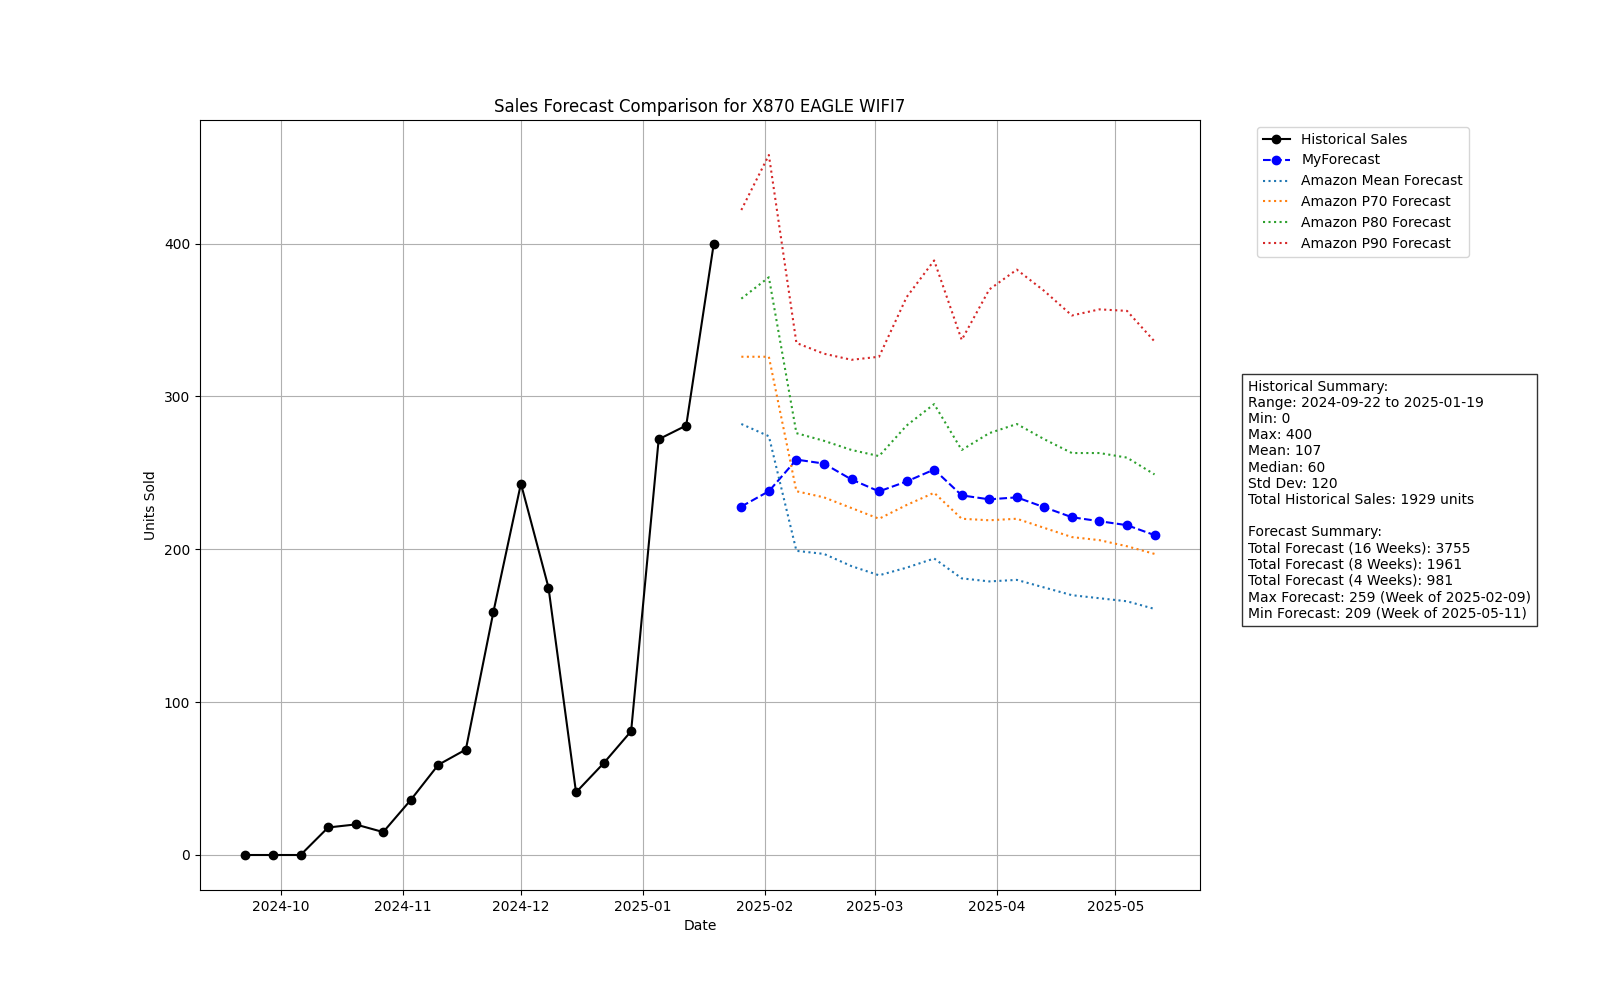 Sales Forecast Comparison for X870 EAGLE WIFI7
Historical Sales
MyForecast
Amazon Mean Forecast
Amazon P70 Forecast
Amazon P80 Forecast
Amazon P90 Forecast
Units Sold
400
300
200
100
0
2024-10
2024-11
2024-12
2025-01
2025-02
2025-03
2025-04
2025-05
Date
Historical Summary:
Range: 2024-09-22 to 2025-01-19
Min: 0
Max: 400
Mean: 107
Median: 60
Std Dev: 120
Total Historical Sales: 1929 units
Forecast Summary:
Total Forecast (16 Weeks): 3755
Total Forecast (8 Weeks): 1961
Total Forecast (4 Weeks): 981
Max Forecast: 259 (Week of 2025-02-09)
Min Forecast: 209 (Week of 2025-05-11)